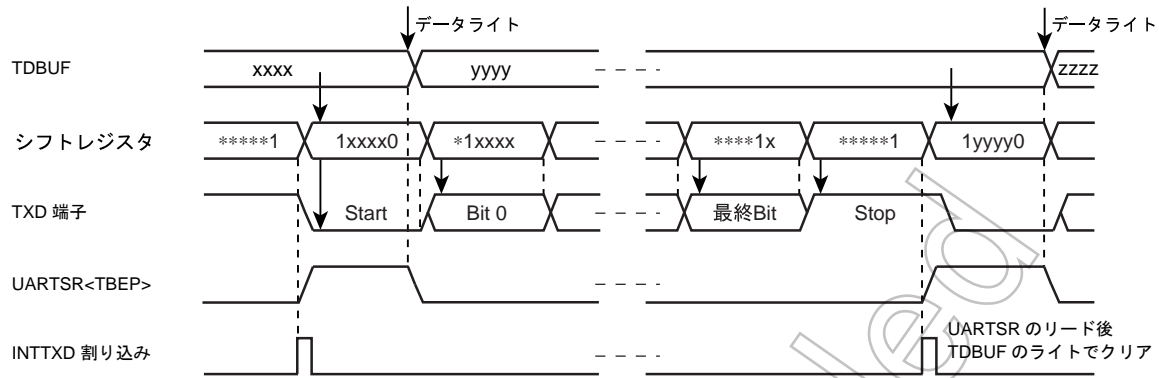 データライト データライト
TDBUF xxxx yyyy zzzz
シフトレジスタ *****1 1xxxx0 *1xxxx ****1x *****1 1yyyy0
TXD 端子 Start Bit 0 最終Bit Stop
UARTSR<TBEP>
INTTXD 割り込み
UARTSR のリード後
TDBUF のライトでクリア